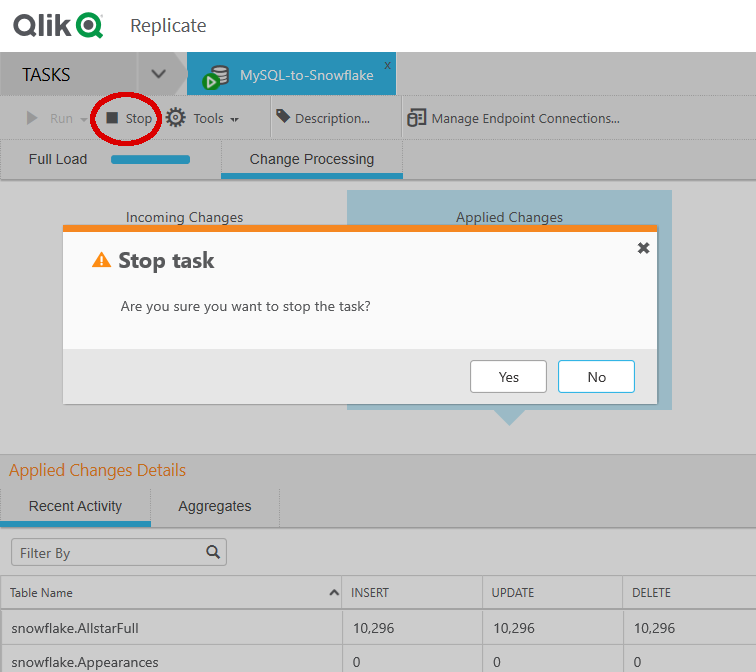 Qlik Replicate
TASKS MySQL-to-Snowflake x
Run Stop Tools Description... Manage Endpoint Connections...
Full Load Change Processing
Incoming Changes Applied Changes
Stop task
Are you sure you want to stop the task?
Yes No
Applied Changes Details
Recent Activity Aggregates
Filter By
Table Name INSERT UPDATE DELETE
snowflake.AllstarFull 10,296 10,296 10,296
snowflake.Appearances 0 0 0